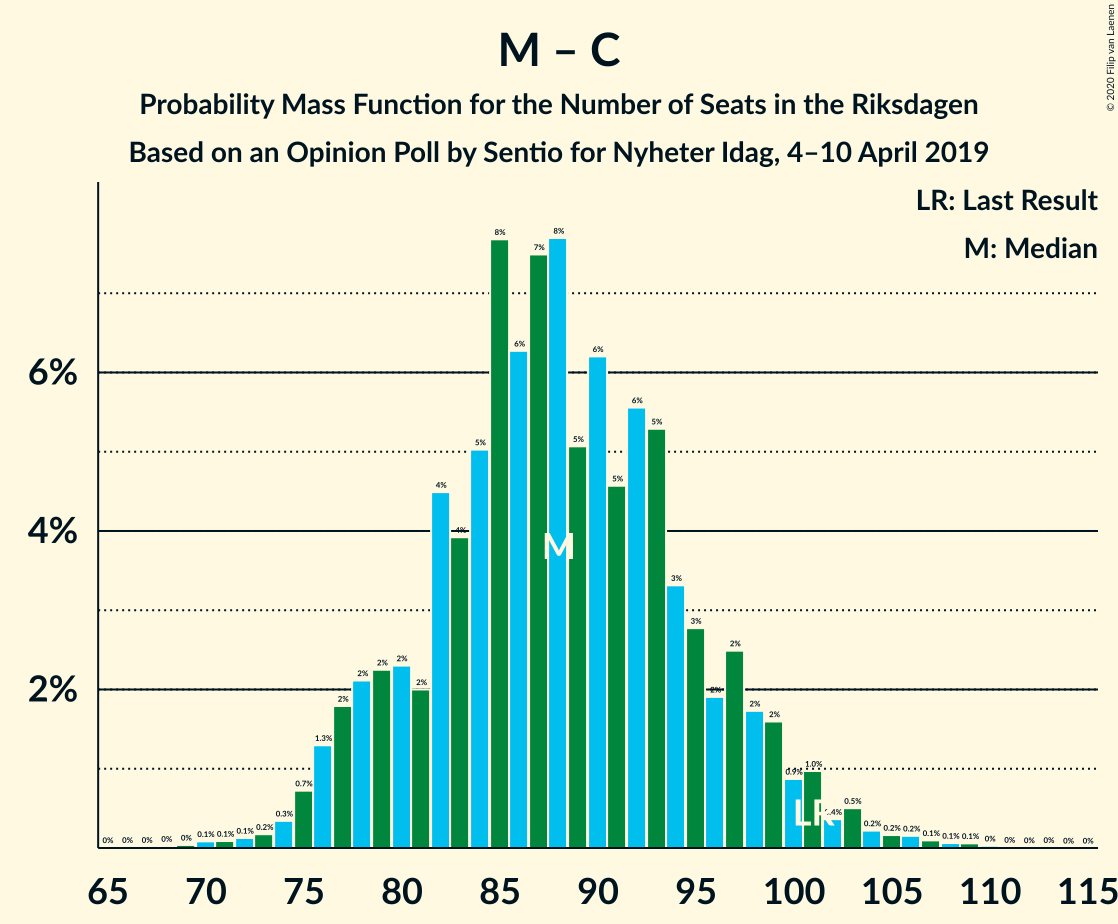 M – C
Probability Mass Function for the Number of Seats in the Riksdagen
Based on an Opinion Poll by Sentio for Nyheter Idag, 4–10 April 2019
© 2020 Filip van Laenen
LR: Last Result
M: Median
6%
4%
2%
0% 0% 0% 0% 0% 0.1% 0.1% 0.1% 0.2% 0.3% 0.7% 1.3% 2% 2% 2% 2% 2% 4% 4% 5% 8% 6% 7% 8% 5% 6% 5% 6% 5% 3% 3% 2% 2% 2% 2% 0.9% 1.0% 0.4% 0.5% 0.2% 0.2% 0.2% 0.1% 0.1% 0.1% 0% 0% 0% 0% 0% 0%
M
LR
65 70 75 80 85 90 95 100 105 110 115